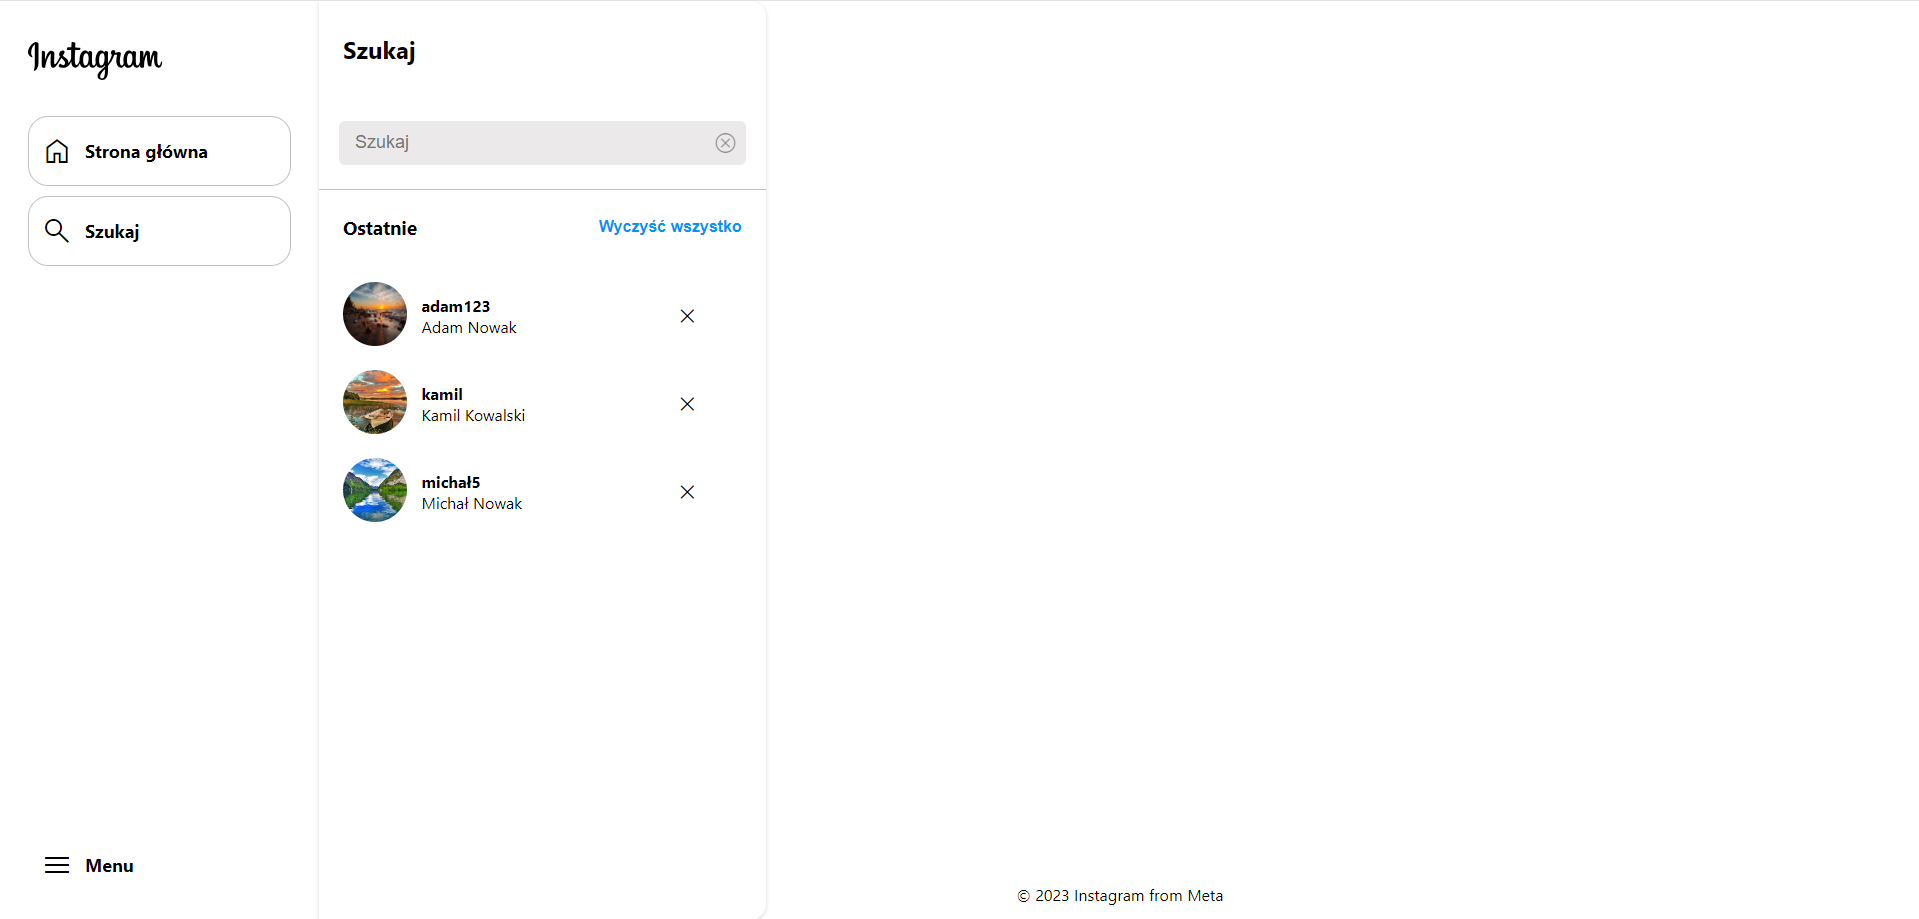 Instagram
Strona główna
Szukaj
Menu
Szukaj
Szukaj
Ostatnie
Wyczyść wszystko
adam123
Adam Nowak
kamil
Kamil Kowalski
michał5
Michał Nowak
© 2023 Instagram from Meta